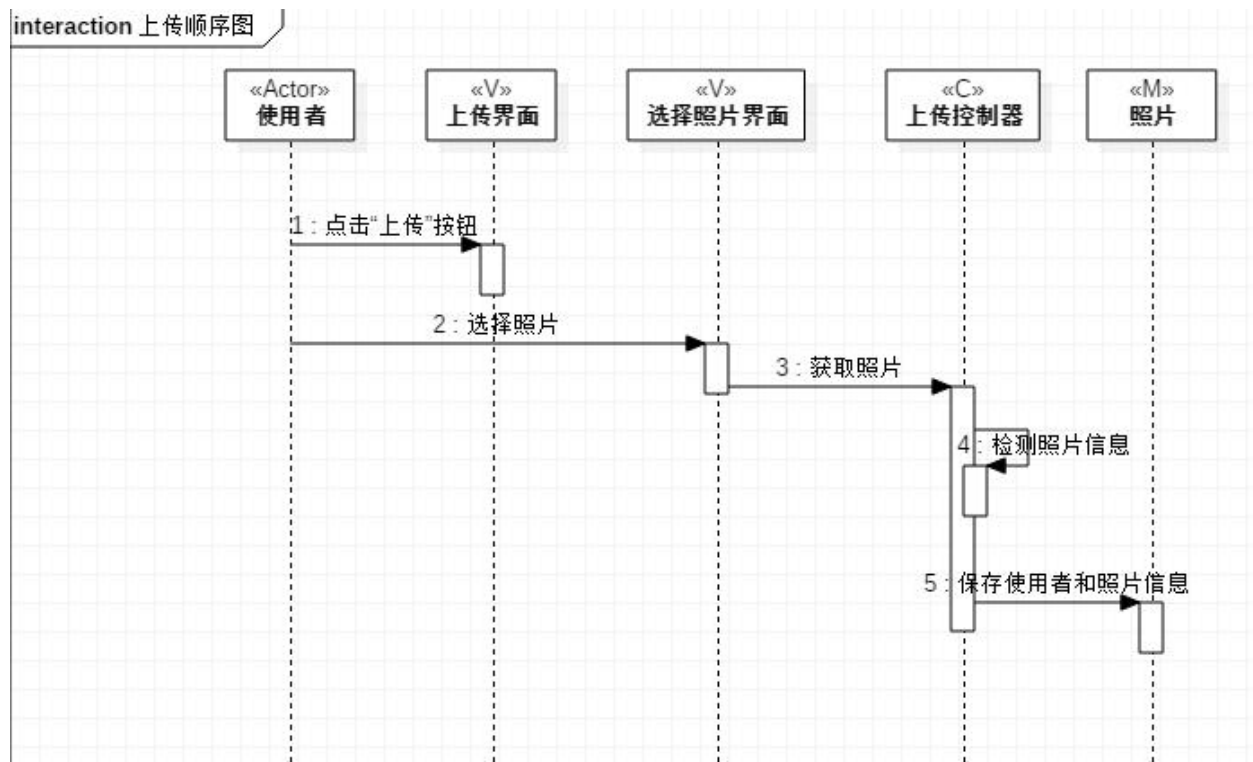 interaction 上传顺序图
«Actor»
使用者
«V»
上传界面
«V»
选择照片界面
«C»
上传控制器
«M»
照片
1 : 点击“上传”按钮
2 : 选择照片
3 : 获取照片
4 : 检测照片信息
5 : 保存使用者和照片信息